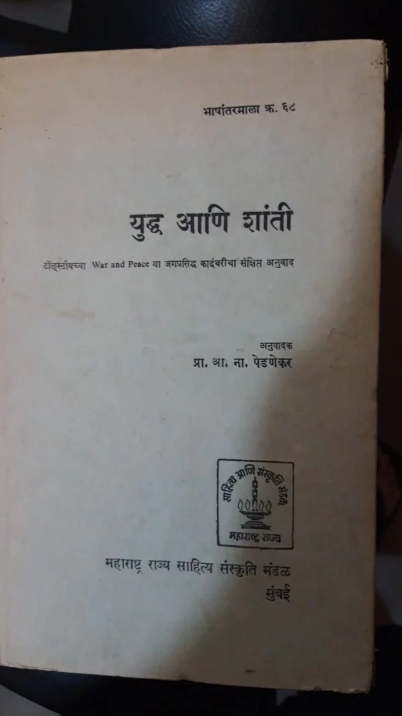 भाषांतरमाला क्र. ६८
युद्ध आणि शांती
टॉल्स्टॉयच्या War and Peace या जगप्रसिद्ध कादंबरीचा संक्षिप्त अनुवाद
अनुवादक
प्रा. आ. ना. पेडणेकर
साहित्य आणि संस्कृति मंडळ
महाराष्ट्र राज्य
महाराष्ट्र राज्य साहित्य संस्कृति मंडळ
मुंबई